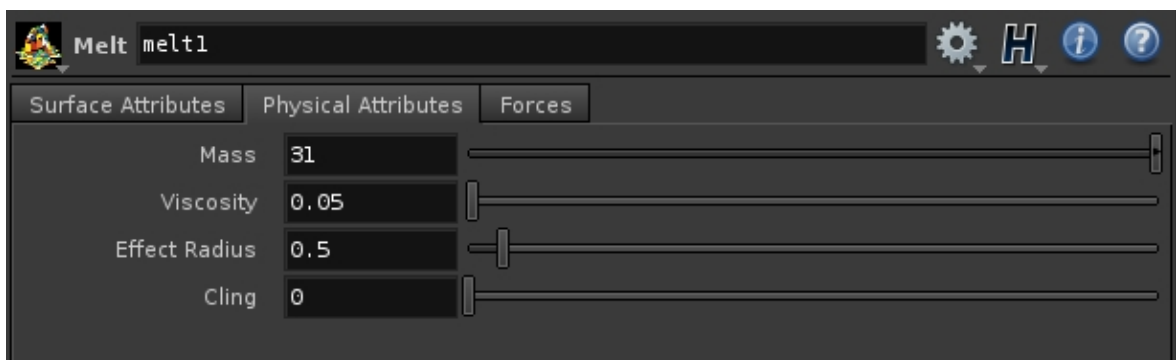 Melt melt1
Surface Attributes Physical Attributes Forces
Mass 31
Viscosity 0.05
Effect Radius 0.5
Cling 0